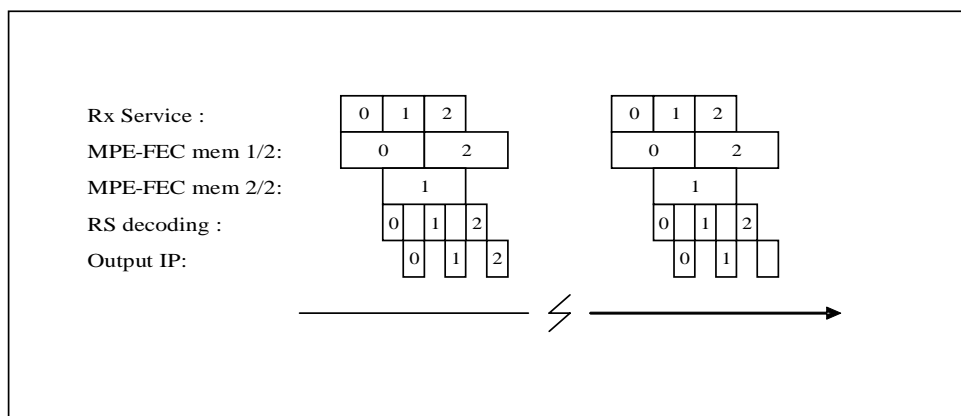 Rx Service : 0 1 2 0 1 2
MPE-FEC mem 1/2: 0 2 0 2
MPE-FEC mem 2/2: 1 1
RS decoding : 0 1 2 0 1 2
Output IP: 0 1 2 0 1